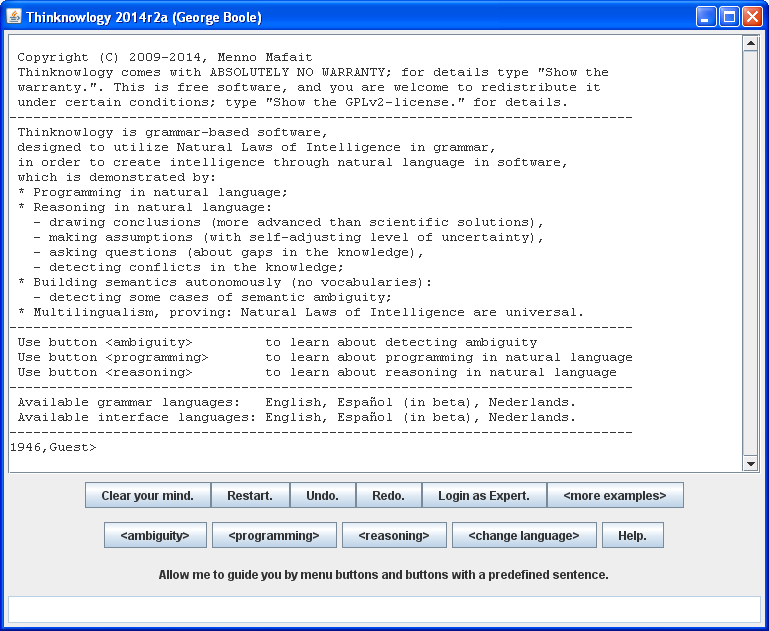 Thinknowlogy 2014r2a (George Boole)
Copyright (C) 2009-2014, Menno Mafait
Thinknowlogy comes with ABSOLUTELY NO WARRANTY; for details type "Show the
warranty.". This is free software, and you are welcome to redistribute it
under certain conditions; type "Show the GPLv2-license." for details.
--------------------------------------------------------------------------------
Thinknowlogy is grammar-based software,
designed to utilize Natural Laws of Intelligence in grammar,
in order to create intelligence through natural language in software,
which is demonstrated by:
* Programming in natural language;
* Reasoning in natural language:
  - drawing conclusions (more advanced than scientific solutions),
  - making assumptions (with self-adjusting level of uncertainty),
  - asking questions (about gaps in the knowledge),
  - detecting conflicts in the knowledge;
* Building semantics autonomously (no vocabularies):
  - detecting some cases of semantic ambiguity;
* Multilingualism, proving: Natural Laws of Intelligence are universal.
--------------------------------------------------------------------------------
Use button <ambiguity>         to learn about detecting ambiguity
Use button <programming>       to learn about programming in natural language
Use button <reasoning>         to learn about reasoning in natural language
--------------------------------------------------------------------------------
Available grammar languages:   English, Español (in beta), Nederlands.
Available interface languages: English, Español (in beta), Nederlands.
--------------------------------------------------------------------------------
1946,Guest>
Clear your mind. Restart. Undo. Redo. Login as Expert. <more examples>
<ambiguity> <programming> <reasoning> <change language> Help.
Allow me to guide you by menu buttons and buttons with a predefined sentence.